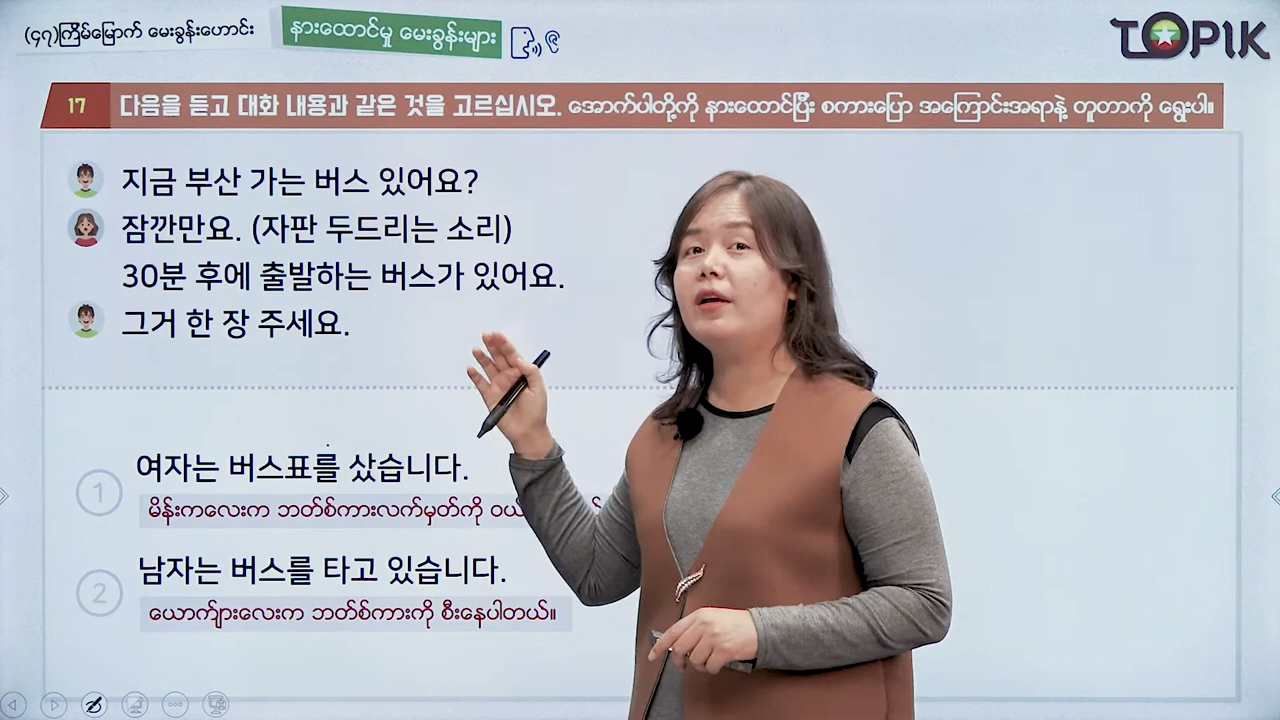 (၄၇)ကြိမ်မြောက် မေးခွန်းဟောင်း
နားထောင်မှု မေးခွန်းများ
TOPIK
17 다음을 듣고 대화 내용과 같은 것을 고르십시오. အောက်ပါတို့ကို နားထောင်ပြီး စကားပြော အကြောင်းအရာနဲ့ တူတာကို ရွေးပါ။
지금 부산 가는 버스 있어요?
잠깐만요. (자판 두드리는 소리)
30분 후에 출발하는 버스가 있어요.
그거 한 장 주세요.
1 여자는 버스표를 샀습니다.
မိန်းကလေးက ဘတ်စ်ကားလက်မှတ်ကို
2 남자는 버스를 타고 있습니다.
ယောကျ်ားလေးက ဘတ်စ်ကားကို စီးနေပါတယ်။